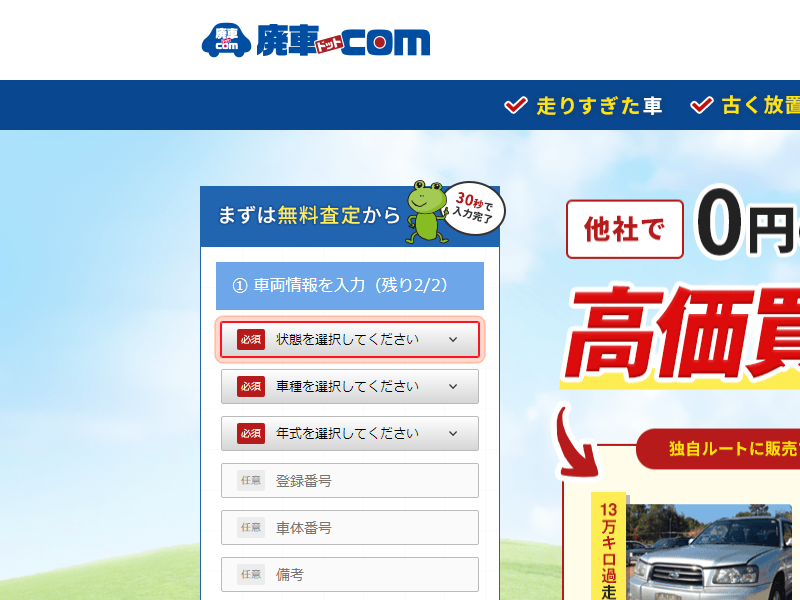 廃車
ドット
com
廃車ドットcom
走りすぎた車
古く放置
まずは無料査定から
30秒で
入力完了
① 車両情報を入力（残り2/2）
必須 状態を選択してください
必須 車種を選択してください
必須 年式を選択してください
任意 登録番号
任意 車体番号
任意 備考
他社で
0円
高価買
独自ルートに販売
13万キロ過走